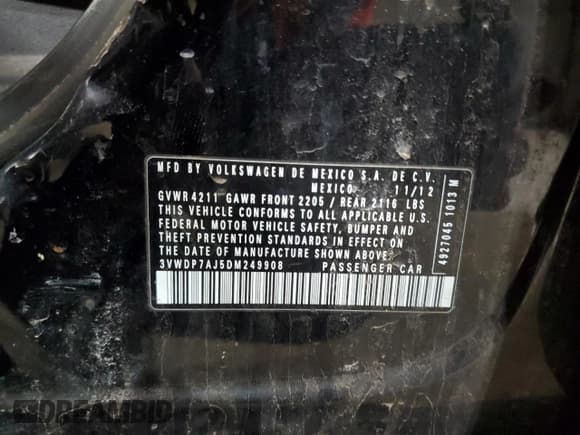 MFD BY VOLKSWAGEN DE MEXICO S.A. DE C.V.
MEXICO 11/12
GVWR 4211 GAWR FRONT 2205 / REAR 2116 LBS
THIS VEHICLE CONFORMS TO ALL APPLICABLE U.S.
FEDERAL MOTOR VEHICLE SAFETY, BUMPER AND
THEFT PREVENTION STANDARDS IN EFFECT ON
THE DATE OF MANUFACTURE SHOWN ABOVE.
3VWDP7AJ5DM249908 PASSENGER CAR
4927045 1013 M
DREAMBID